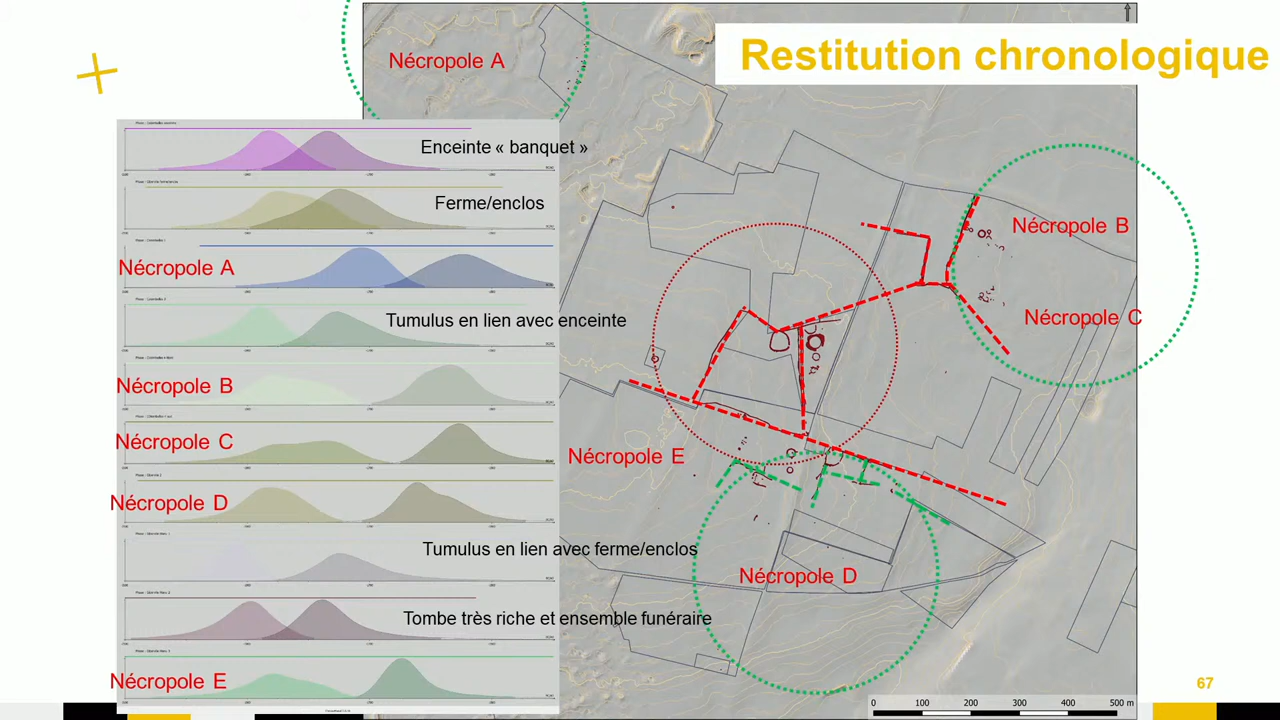 Restitution chronologique
Nécropole A
Enceinte « banquet »
Ferme/enclos
Nécropole A
Tumulus en lien avec enceinte
Nécropole B
Nécropole C
Nécropole D
Tumulus en lien avec ferme/enclos
Tombe très riche et ensemble funéraire
Nécropole E
Nécropole B
Nécropole C
Nécropole E
Nécropole D
67
0 100 200 300 400 500 m